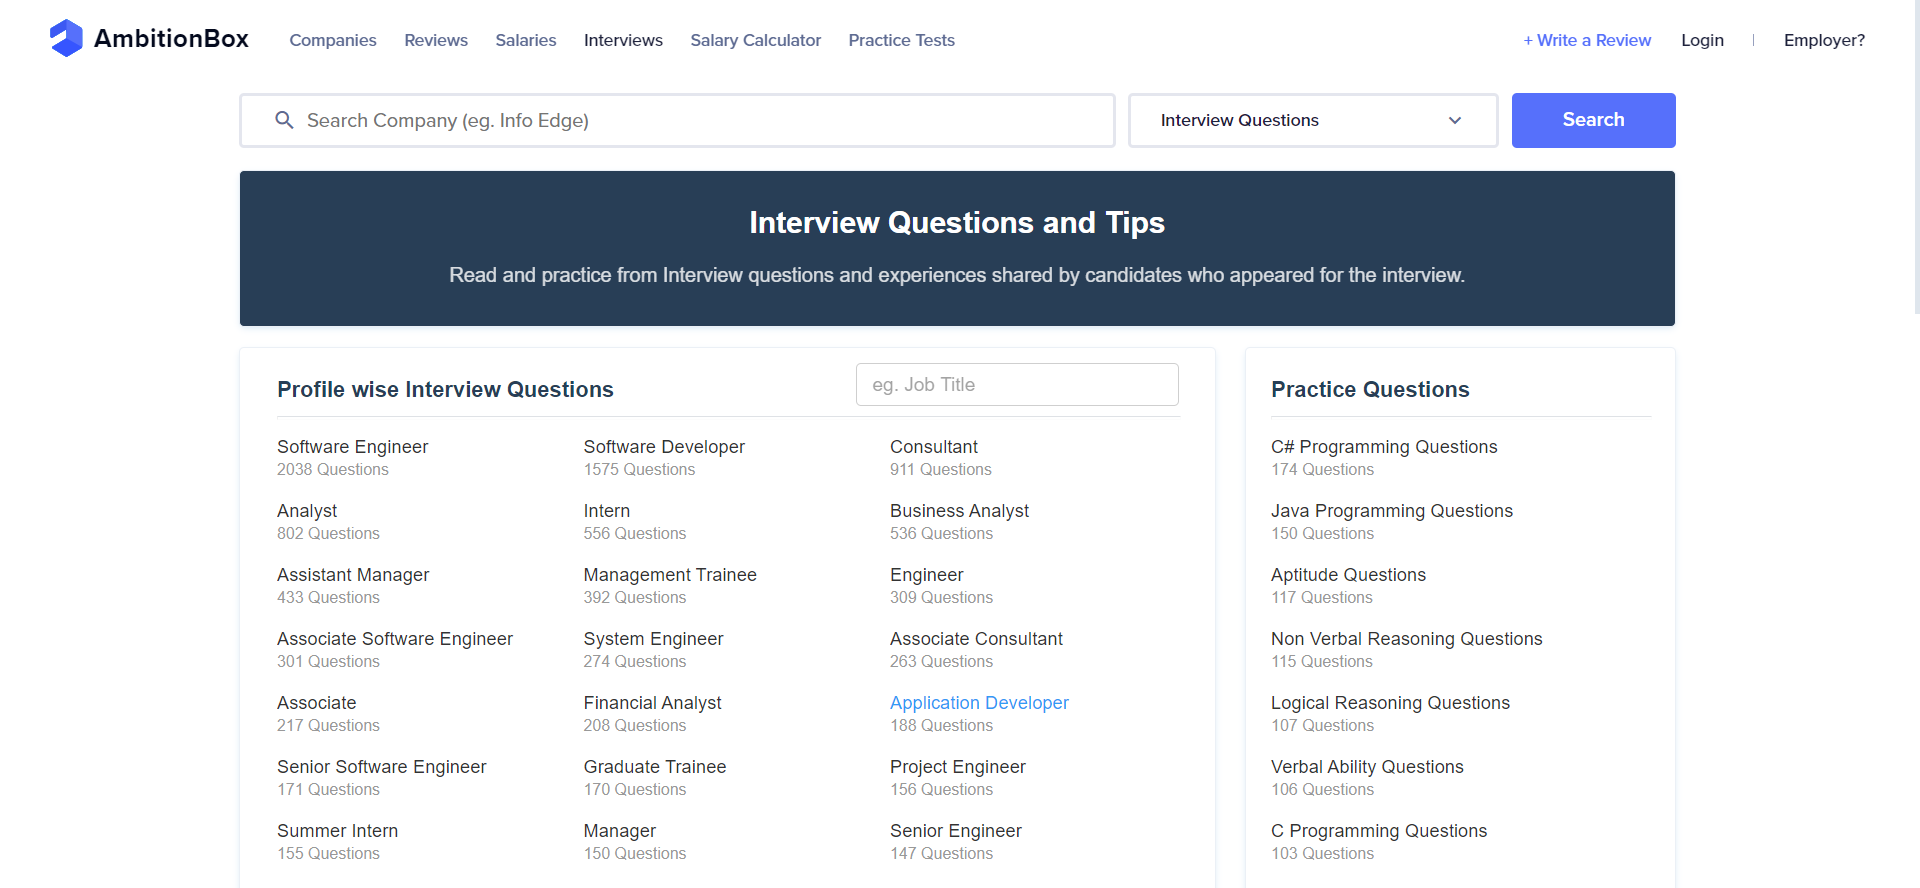 AmbitionBox
Companies Reviews Salaries Interviews Salary Calculator Practice Tests
+ Write a Review Login | Employer?
Search Company (eg. Info Edge)
Interview Questions
Search
Interview Questions and Tips
Read and practice from Interview questions and experiences shared by candidates who appeared for the interview.
Profile wise Interview Questions
eg. Job Title
Software Engineer Software Developer Consultant
2038 Questions 1575 Questions 911 Questions
Analyst Intern Business Analyst
802 Questions 556 Questions 536 Questions
Assistant Manager Management Trainee Engineer
433 Questions 392 Questions 309 Questions
Associate Software Engineer System Engineer Associate Consultant
301 Questions 274 Questions 263 Questions
Associate Financial Analyst Application Developer
217 Questions 208 Questions 188 Questions
Senior Software Engineer Graduate Trainee Project Engineer
171 Questions 170 Questions 156 Questions
Summer Intern Manager Senior Engineer
155 Questions 150 Questions 147 Questions
Practice Questions
C# Programming Questions
174 Questions
Java Programming Questions
150 Questions
Aptitude Questions
117 Questions
Non Verbal Reasoning Questions
115 Questions
Logical Reasoning Questions
107 Questions
Verbal Ability Questions
106 Questions
C Programming Questions
103 Questions